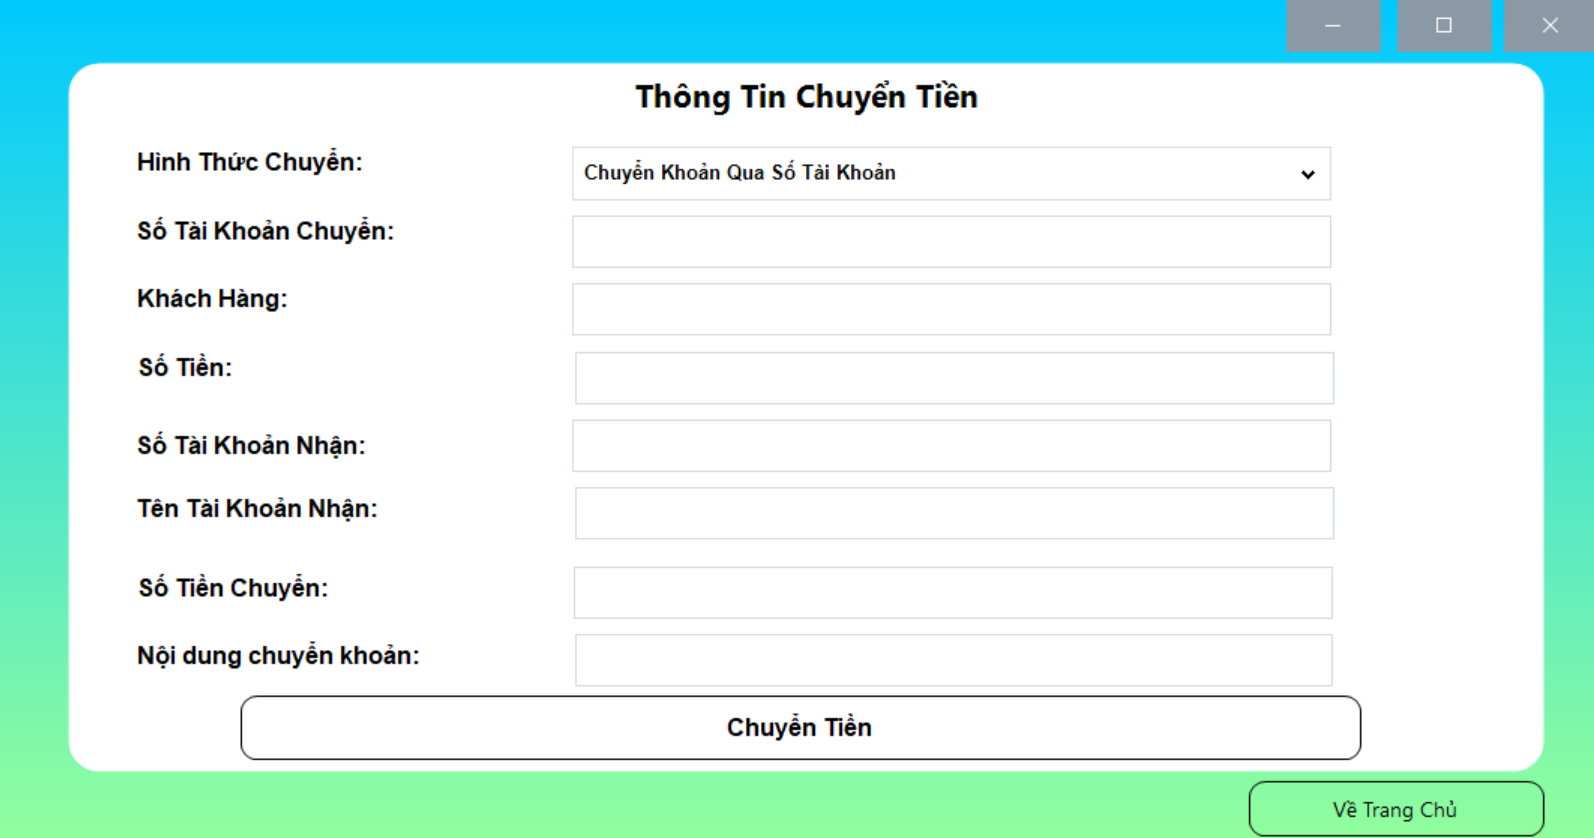 Thông Tin Chuyển Tiền
Hình Thức Chuyển:
Chuyển Khoản Qua Số Tài Khoản
Số Tài Khoản Chuyển:
Khách Hàng:
Số Tiền:
Số Tài Khoản Nhận:
Tên Tài Khoản Nhận:
Số Tiền Chuyển:
Nội dung chuyển khoản:
Chuyển Tiền
Về Trang Chủ